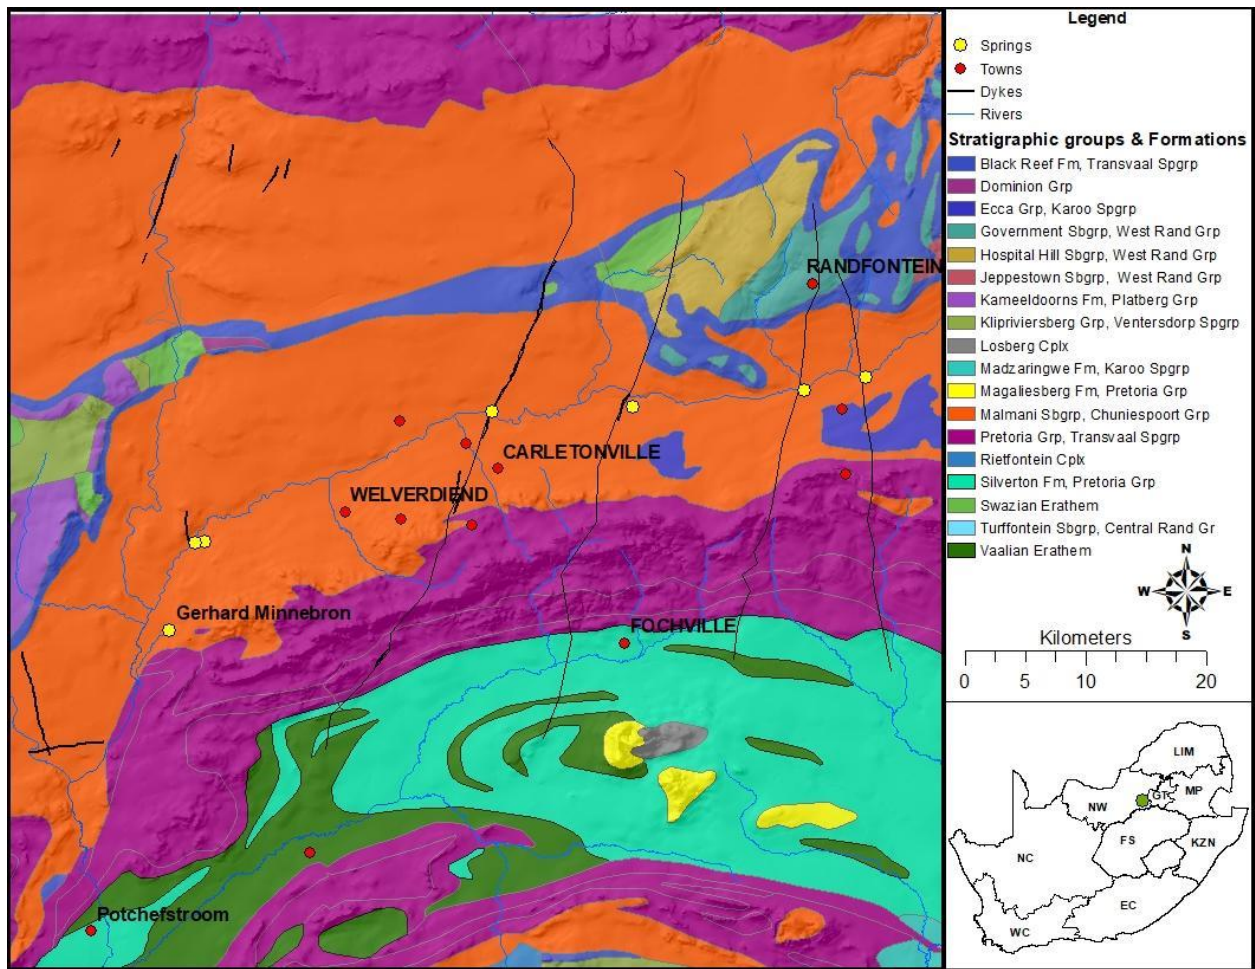 Legend
Springs
Towns
Dykes
Rivers
Stratigraphic groups & Formations
Black Reef Fm, Transvaal Spgrp
Dominion Grp
Ecca Grp, Karoo Spgrp
Government Sbgrp, West Rand Grp
Hospital Hill Sbgrp, West Rand Grp
Jeppestown Sbgrp, West Rand Grp
Kameeldoorns Fm, Platberg Grp
Klipriviersberg Grp, Ventersdorp Spgrp
Losberg Cplx
Madzaringwe Fm, Karoo Spgrp
Magaliesberg Fm, Pretoria Grp
Malmani Sbgrp, Chuniespoort Grp
Pretoria Grp, Transvaal Spgrp
Rietfontein Cplx
Silverton Fm, Pretoria Grp
Swazian Erathem
Turffontein Sbgrp, Central Rand Gr
Vaalian Erathem
N
W E
S
Kilometers
0 5 10 20
RANDFONTEIN
CARLETONVILLE
WELVERDIEND
Gerhard Minnebron
FOCHVILLE
Potchefstroom
LIM
NW GT MP
FS KZN
NC
EC
WC